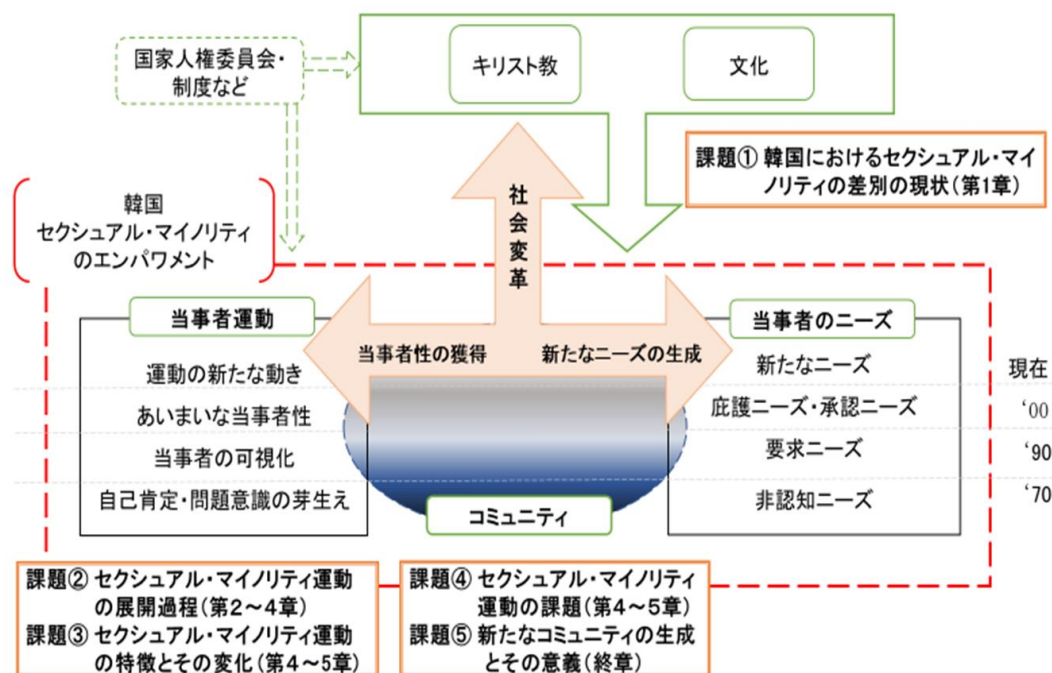 国家人権委員会・
制度など
キリスト教
文化
課題① 韓国におけるセクシュアル・マイ
ノリティの差別の現状(第1章)
韓国
セクシュアル・マイノリティ
のエンパワメント
社会変革
当事者運動
当事者のニーズ
当事者性の獲得
新たなニーズの生成
運動の新たな動き
新たなニーズ
現在
あいまいな当事者性
庇護ニーズ・承認ニーズ
‘00
当事者の可視化
要求ニーズ
‘90
自己肯定・問題意識の芽生え
非認知ニーズ
‘70
コミュニティ
課題② セクシュアル・マイノリティ運動
の展開過程(第2～4章)
課題③ セクシュアル・マイノリティ運動
の特徴とその変化(第4～5章)
課題④ セクシュアル・マイノリティ
運動の課題(第4～5章)
課題⑤ 新たなコミュニティの生成
とその意義(終章)